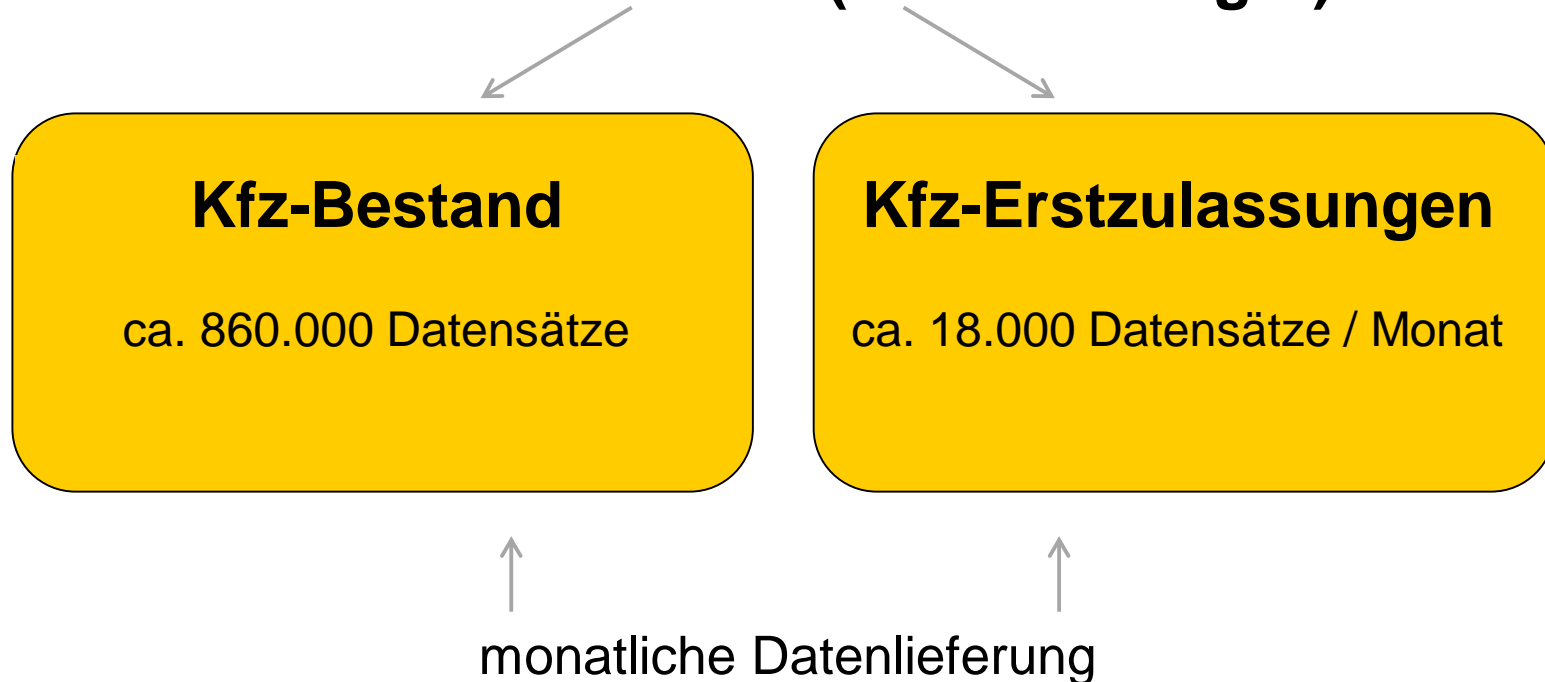 Kfz-Bestand
ca. 860.000 Datensätze
Kfz-Erstzulassungen
ca. 18.000 Datensätze / Monat
monatliche Datenlieferung